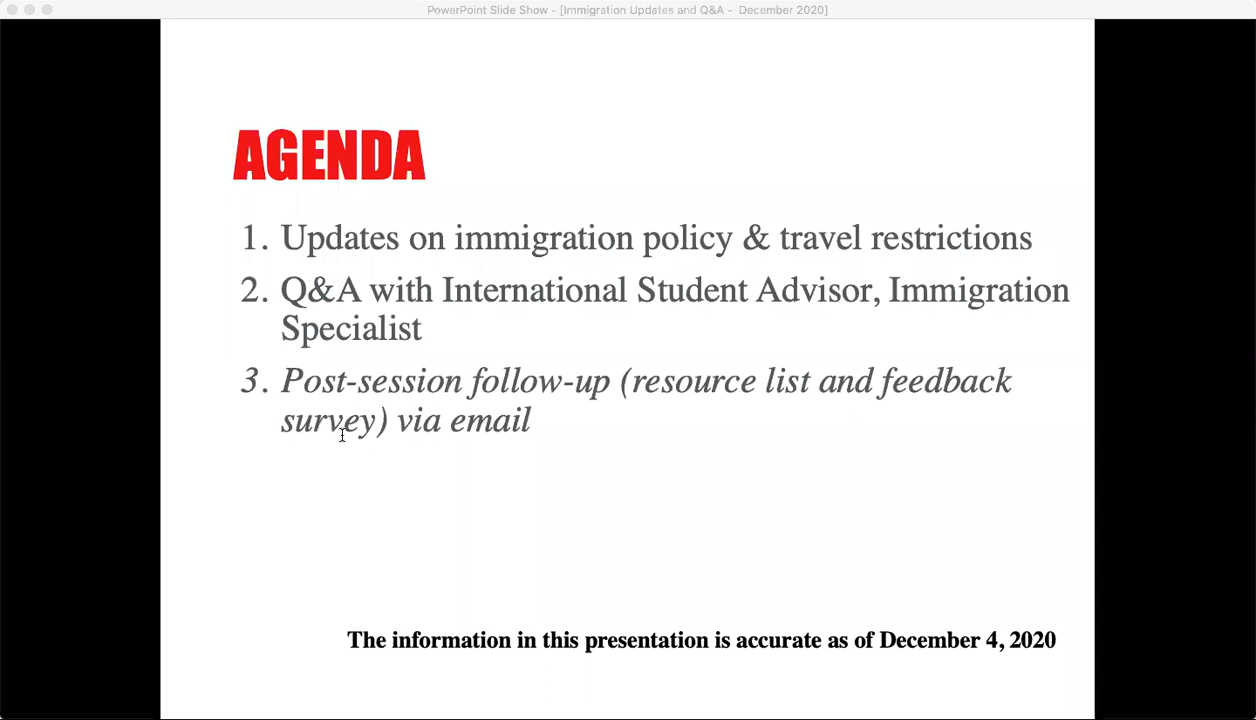 PowerPoint Slide Show - [Immigration Updates and Q&A -  December 2020]
AGENDA
1. Updates on immigration policy & travel restrictions
2. Q&A with International Student Advisor, Immigration
Specialist
3. Post-session follow-up (resource list and feedback
survey) via email
The information in this presentation is accurate as of December 4, 2020